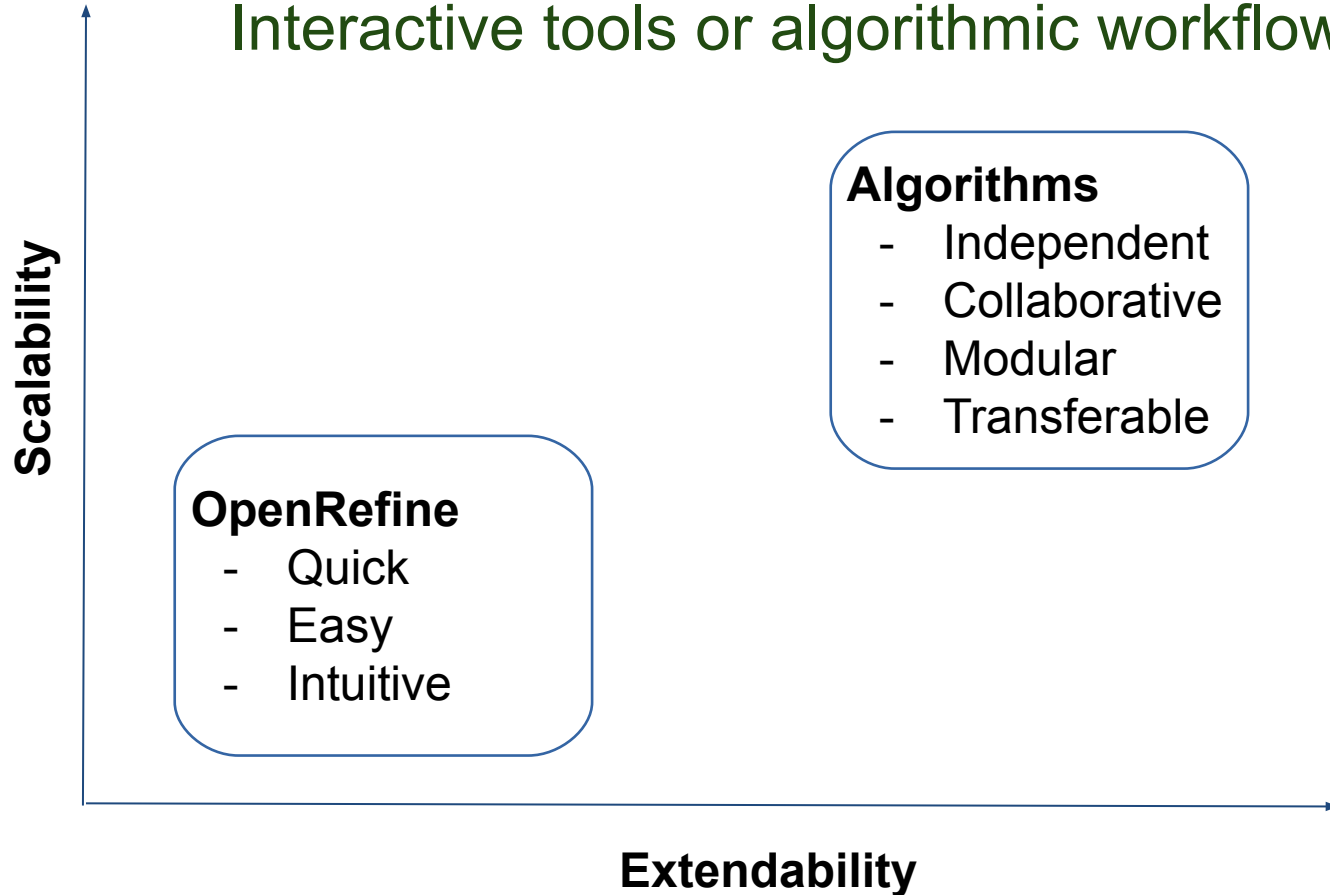 Interactive tools or algorithmic workflow
Algorithms
- Independent
- Collaborative
- Modular
- Transferable
Scalability
OpenRefine
- Quick
- Easy
- Intuitive
Extendability